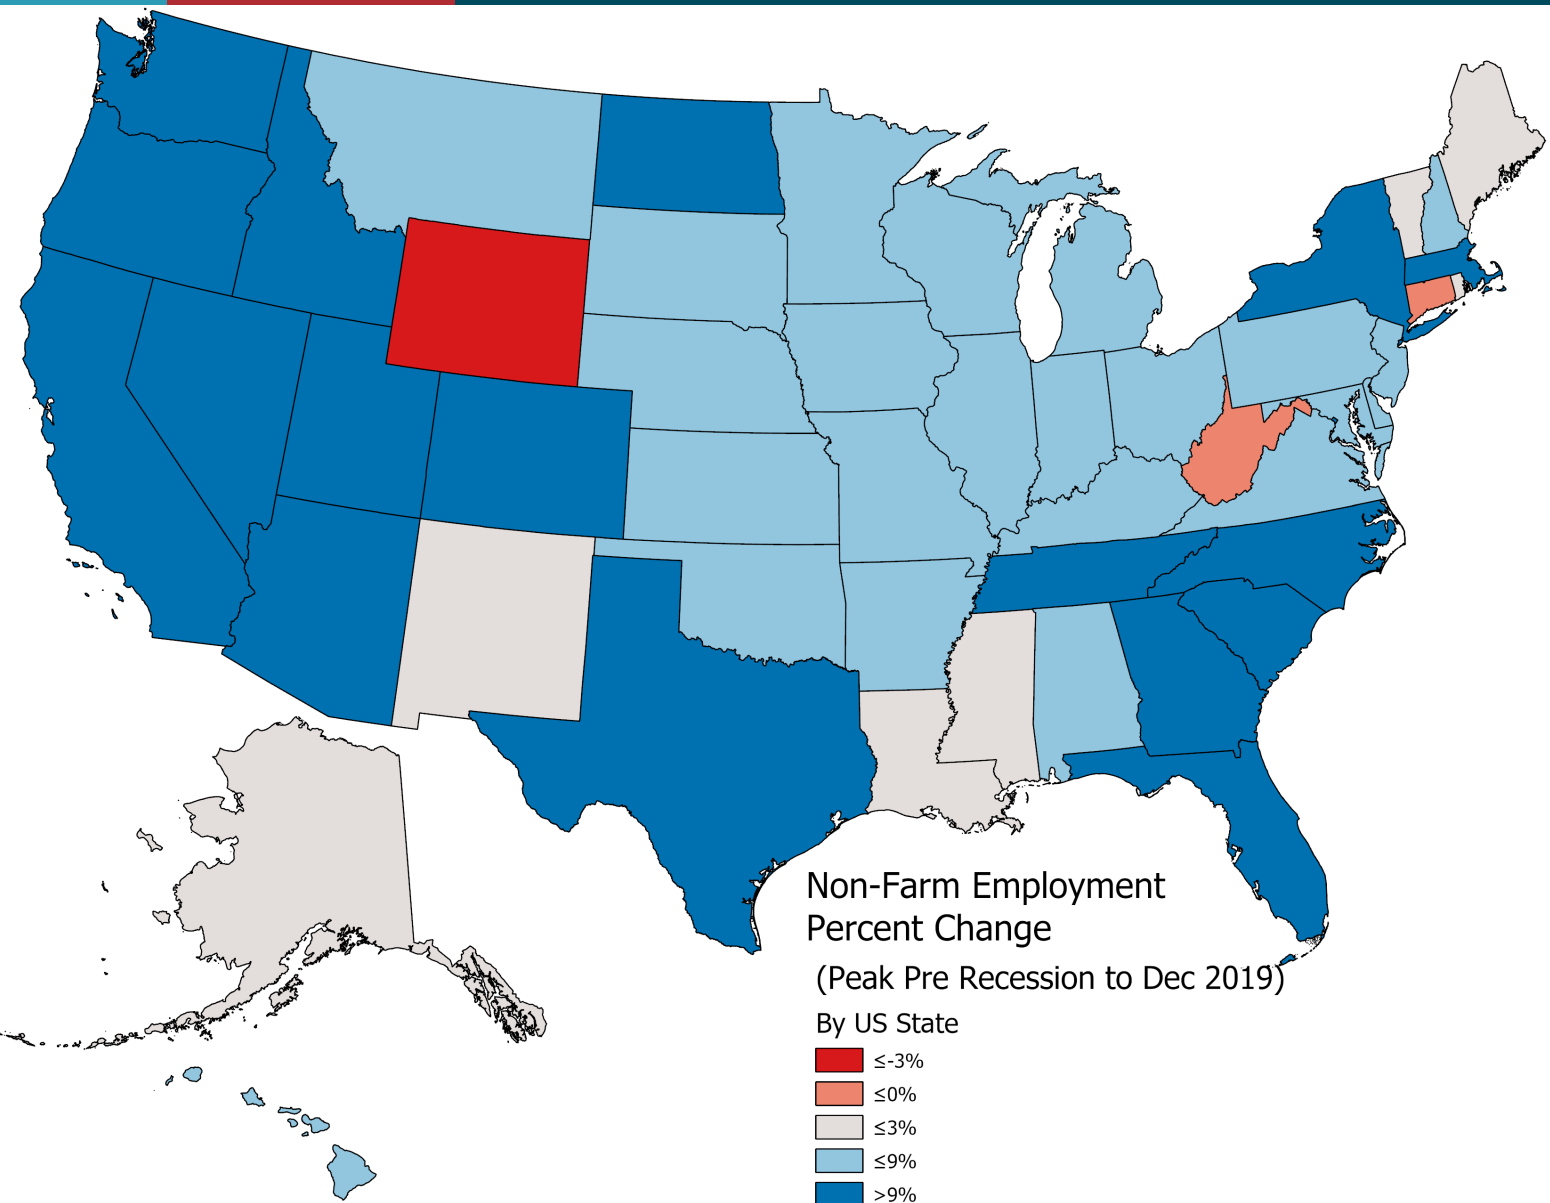 Non-Farm Employment
Percent Change
(Peak Pre Recession to Dec 2019)
By US State
≤-3%
≤0%
≤3%
≤9%
>9%